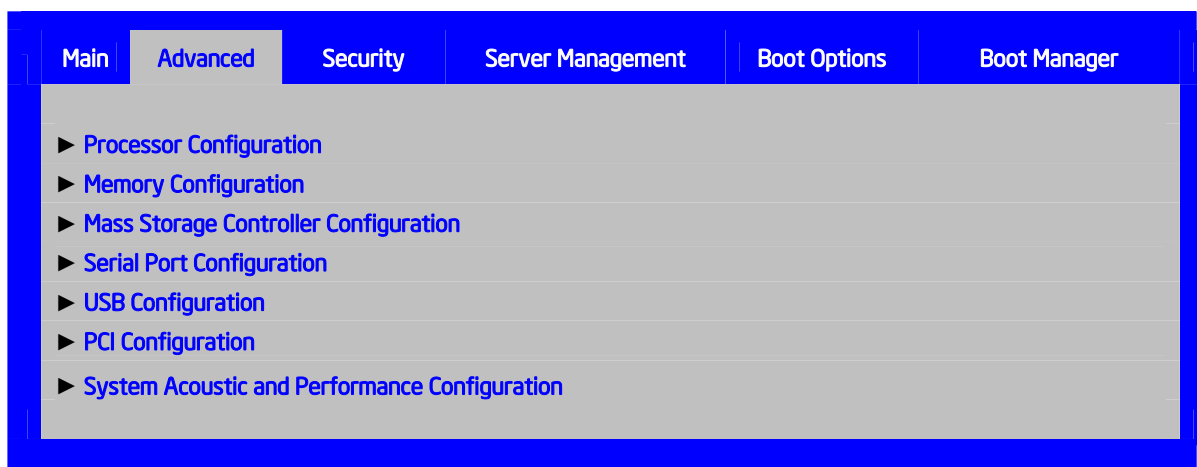 Main Advanced Security Server Management Boot Options Boot Manager
► Processor Configuration
► Memory Configuration
► Mass Storage Controller Configuration
► Serial Port Configuration
► USB Configuration
► PCI Configuration
► System Acoustic and Performance Configuration